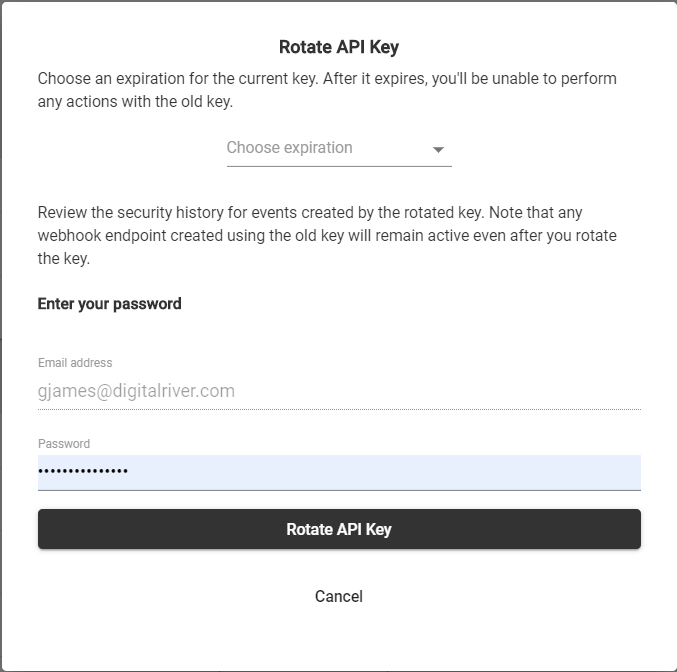 Rotate API Key
Choose an expiration for the current key. After it expires, you'll be unable to perform
any actions with the old key.
Choose expiration
Review the security history for events created by the rotated key. Note that any
webhook endpoint created using the old key will remain active even after you rotate
the key.
Enter your password
Email address
gjames@digitalriver.com
Password
•••••••••••••••
Rotate API Key
Cancel